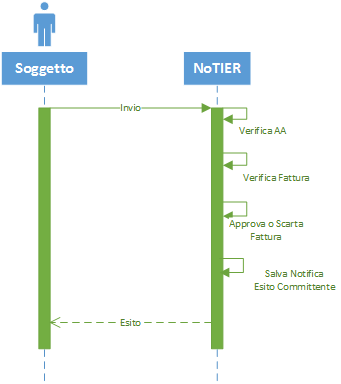 Soggetto
NoTIER
Invio
Verifica AA
Verifica Fattura
Approva o Scarta
Fattura
Salva Notifica
Esito Committente
Esito